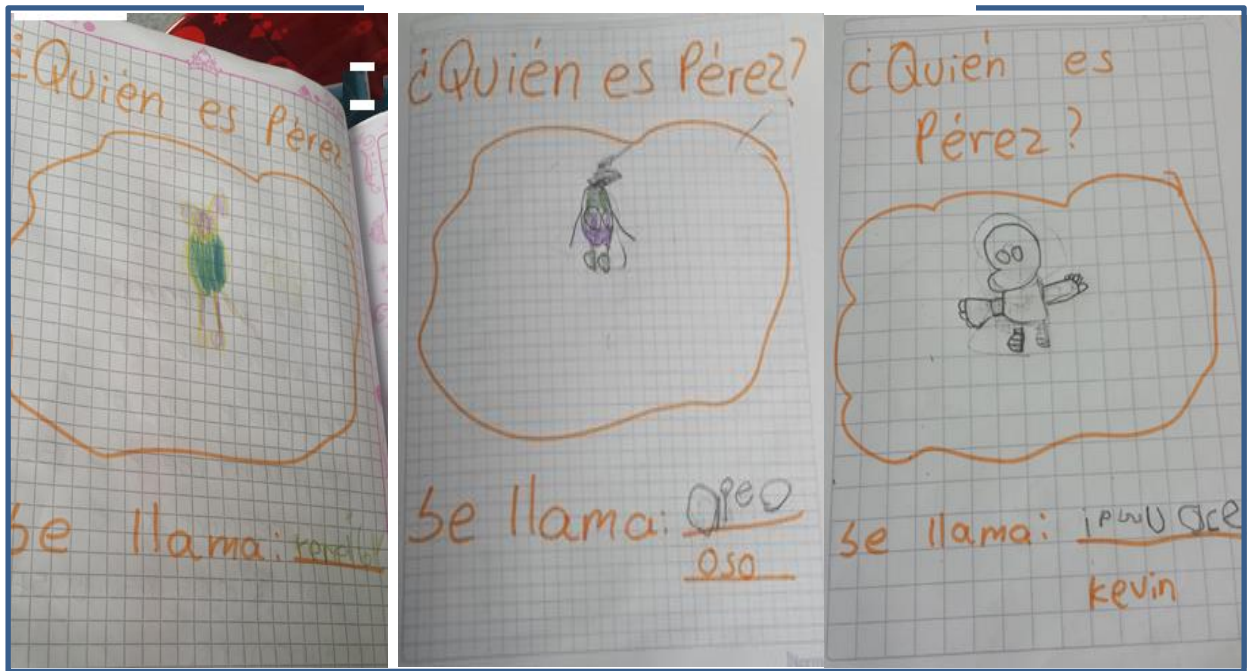 ¿Quién es Pérez
Se llama:
¿Quién es Pérez?
Se llama:
oso
¿Quién es
Pérez?
Se llama:
kevin